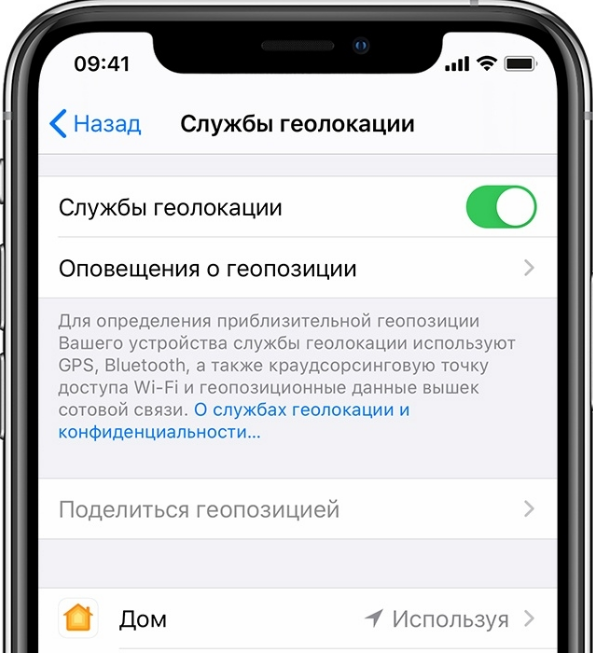 09:41
Назад Службы геолокации
Службы геолокации
Оповещения о геопозиции
Для определения приблизительной геопозиции
Вашего устройства службы геолокации используют
GPS, Bluetooth, а также краудсорсинговую точку
доступа Wi-Fi и геопозиционные данные вышек
сотовой связи. О службах геолокации и
конфиденциальности...
Поделиться геопозицией
Дом Используя